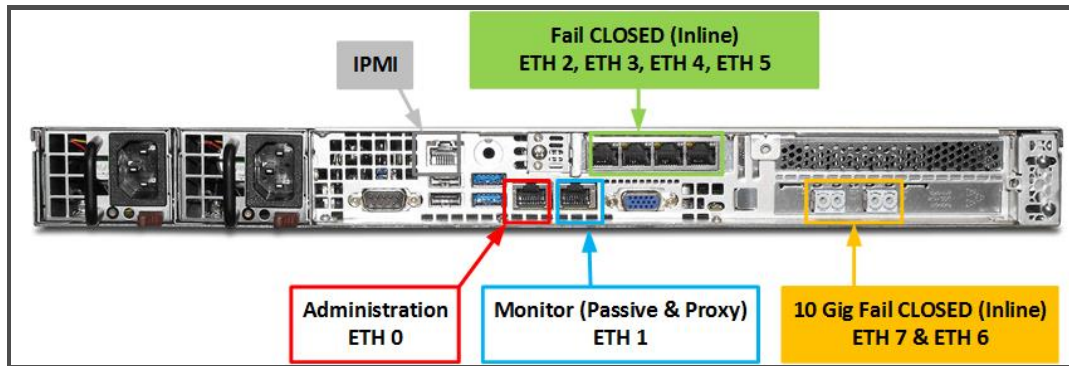 Fail CLOSED (Inline)
ETH 2, ETH 3, ETH 4, ETH 5
IPMI
Administration
ETH 0
Monitor (Passive & Proxy)
ETH 1
10 Gig Fail CLOSED (Inline)
ETH 7 & ETH 6